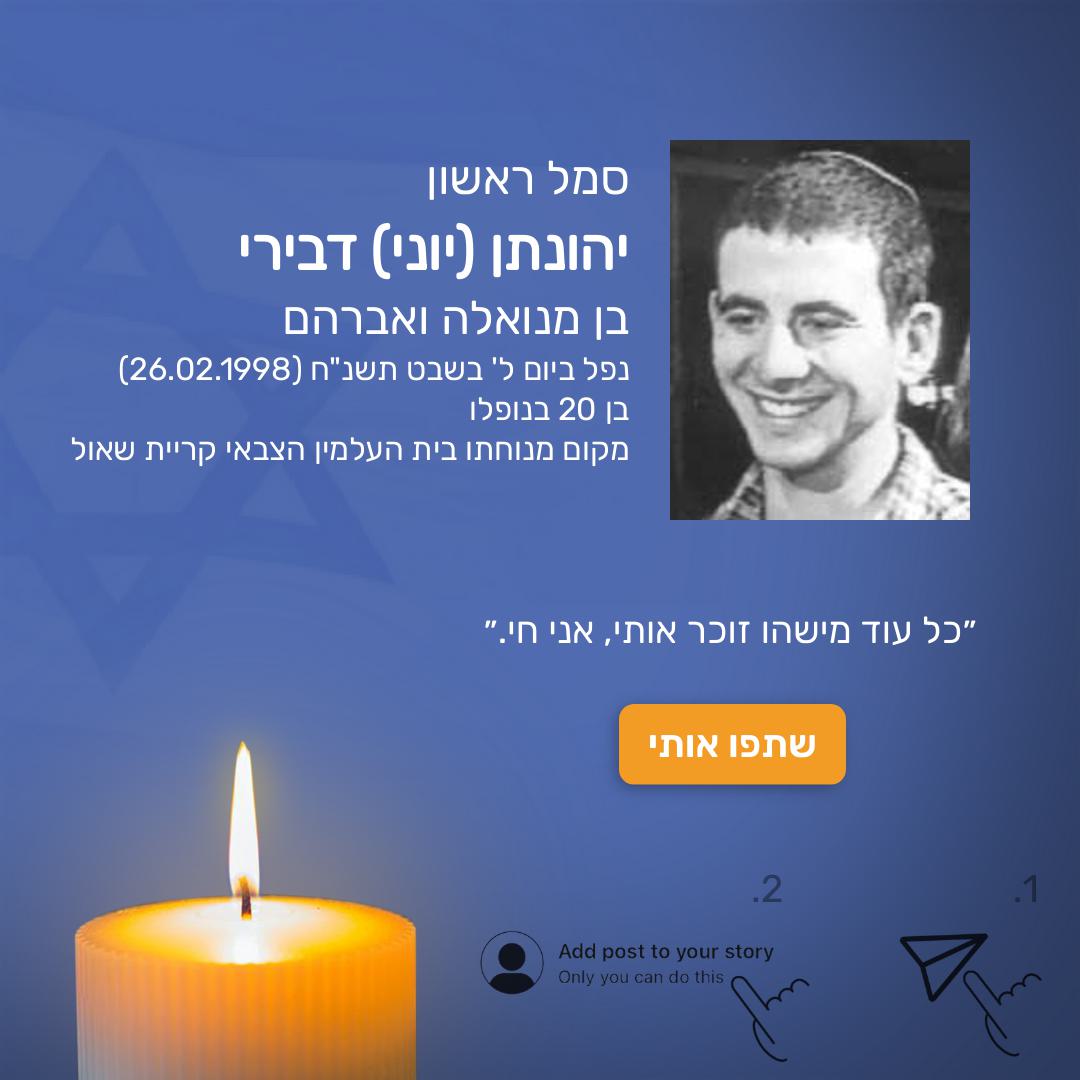 סמל ראשון
יהונתן (יוני) דבירי
בן מנואלה ואברהם
נפל ביום ל' בשבט תשנ"ח (26.02.1998)
בן 20 בנופלו
מקום מנוחתו בית העלמין הצבאי קריית שאול
״כל עוד מישהו זוכר אותי, אני חי.״
שתפו אותי
.1
.2
Add post to your story
Only you can do this